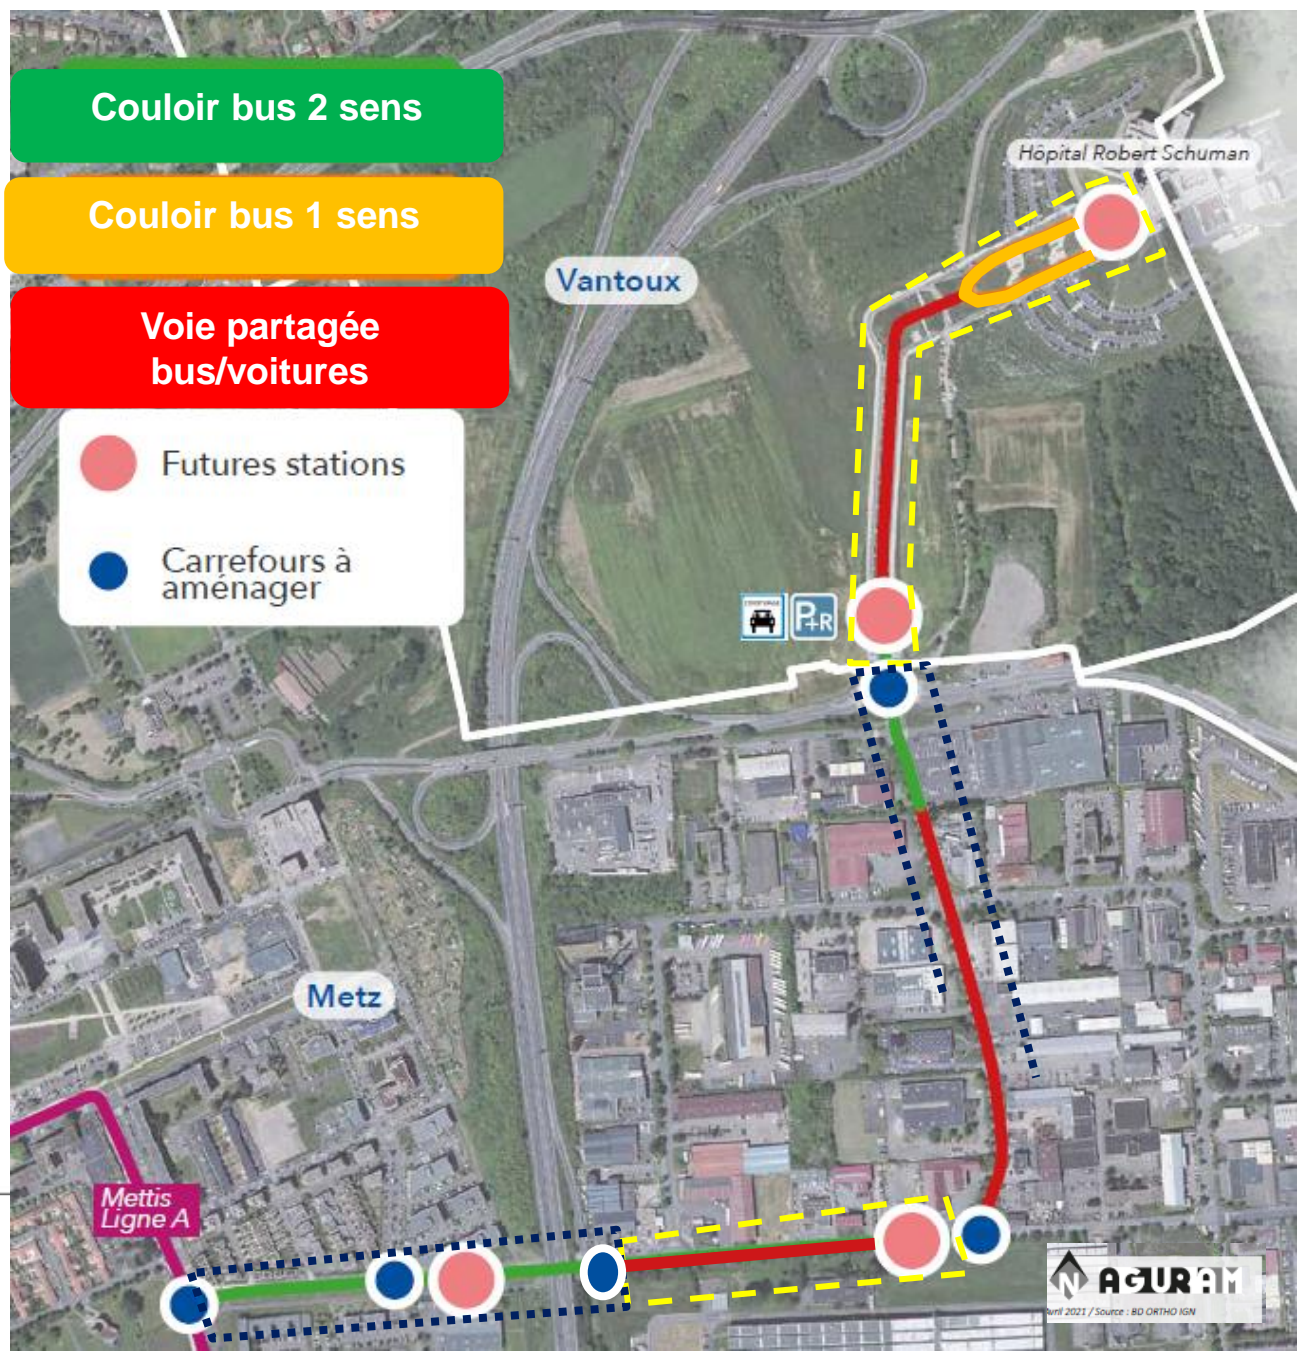 Couloir bus 2 sens
Couloir bus 1 sens
Voie partagée
bus/voitures
Futures stations
Carrefours à
aménager
Hôpital Robert Schuman
Vantoux
P+R
Metz
Mettis
Ligne A
N AGURAM
Avril 2021 / Source : BD ORTHO IGN